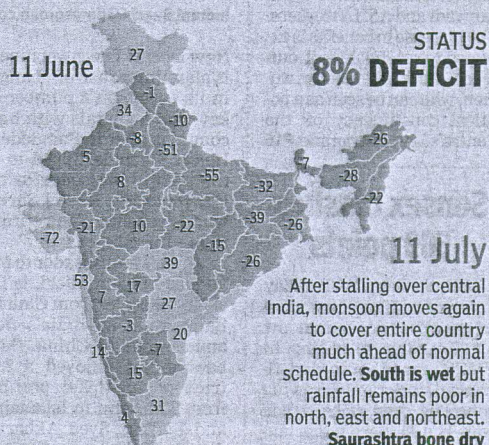 11 June
STATUS
8% DEFICIT
27
-1
34
-10
-8
-51
5
-55
-26
8
-7
-28
-32
-22
-72
-21
10
-22
-39
-26
-15
-26
39
53
-7
17
27
-3
20
14
-7
15
31
4
11 July
After stalling over central
India, monsoon moves again
to cover entire country
much ahead of normal
schedule. South is wet but
rainfall remains poor in
north, east and northeast.
Saurashtra bone dry